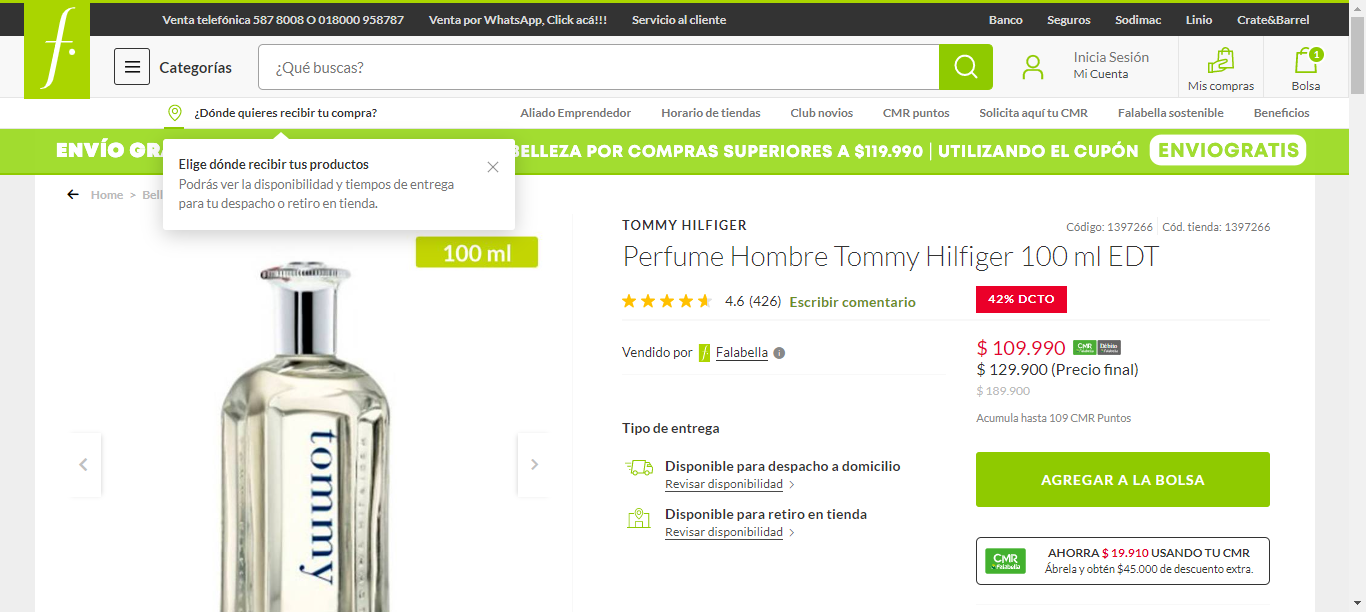 Venta telefónica 587 8008 O 018000 958787
Venta por WhatsApp, Click acá!!!
Servicio al cliente
Banco
Seguros
Sodimac
Linio
Crate&Barrel
f.
Categorías
¿Qué buscas?
Inicia Sesión
Mi Cuenta
Mis compras
1
Bolsa
¿Dónde quieres recibir tu compra?
Aliado Emprendedor
Horario de tiendas
Club novios
CMR puntos
Solicita aquí tu CMR
Falabella sostenible
Beneficios
ENVÍO GRA
BELLEZA POR COMPRAS SUPERIORES A $119.990 | UTILIZANDO EL CUPÓN ENVIOGRATIS
Elige dónde recibir tus productos
Podrás ver la disponibilidad y tiempos de entrega
para tu despacho o retiro en tienda.
Home > Bell
100 ml
tommy
TOMMY HILFIGER
Código: 1397266
Cód. tienda: 1397266
Perfume Hombre Tommy Hilfiger 100 ml EDT
4.6 (426) Escribir comentario
42% DCTO
Vendido por f Falabella
$ 109.990 CMR Débito
$ 129.900 (Precio final)
$ 189.900
Acumula hasta 109 CMR Puntos
Tipo de entrega
Disponible para despacho a domicilio
Revisar disponibilidad >
Disponible para retiro en tienda
Revisar disponibilidad >
AGREGAR A LA BOLSA
CMR
Falabella
AHORRA $ 19.910 USANDO TU CMR
Ábrela y obtén $45.000 de descuento extra.